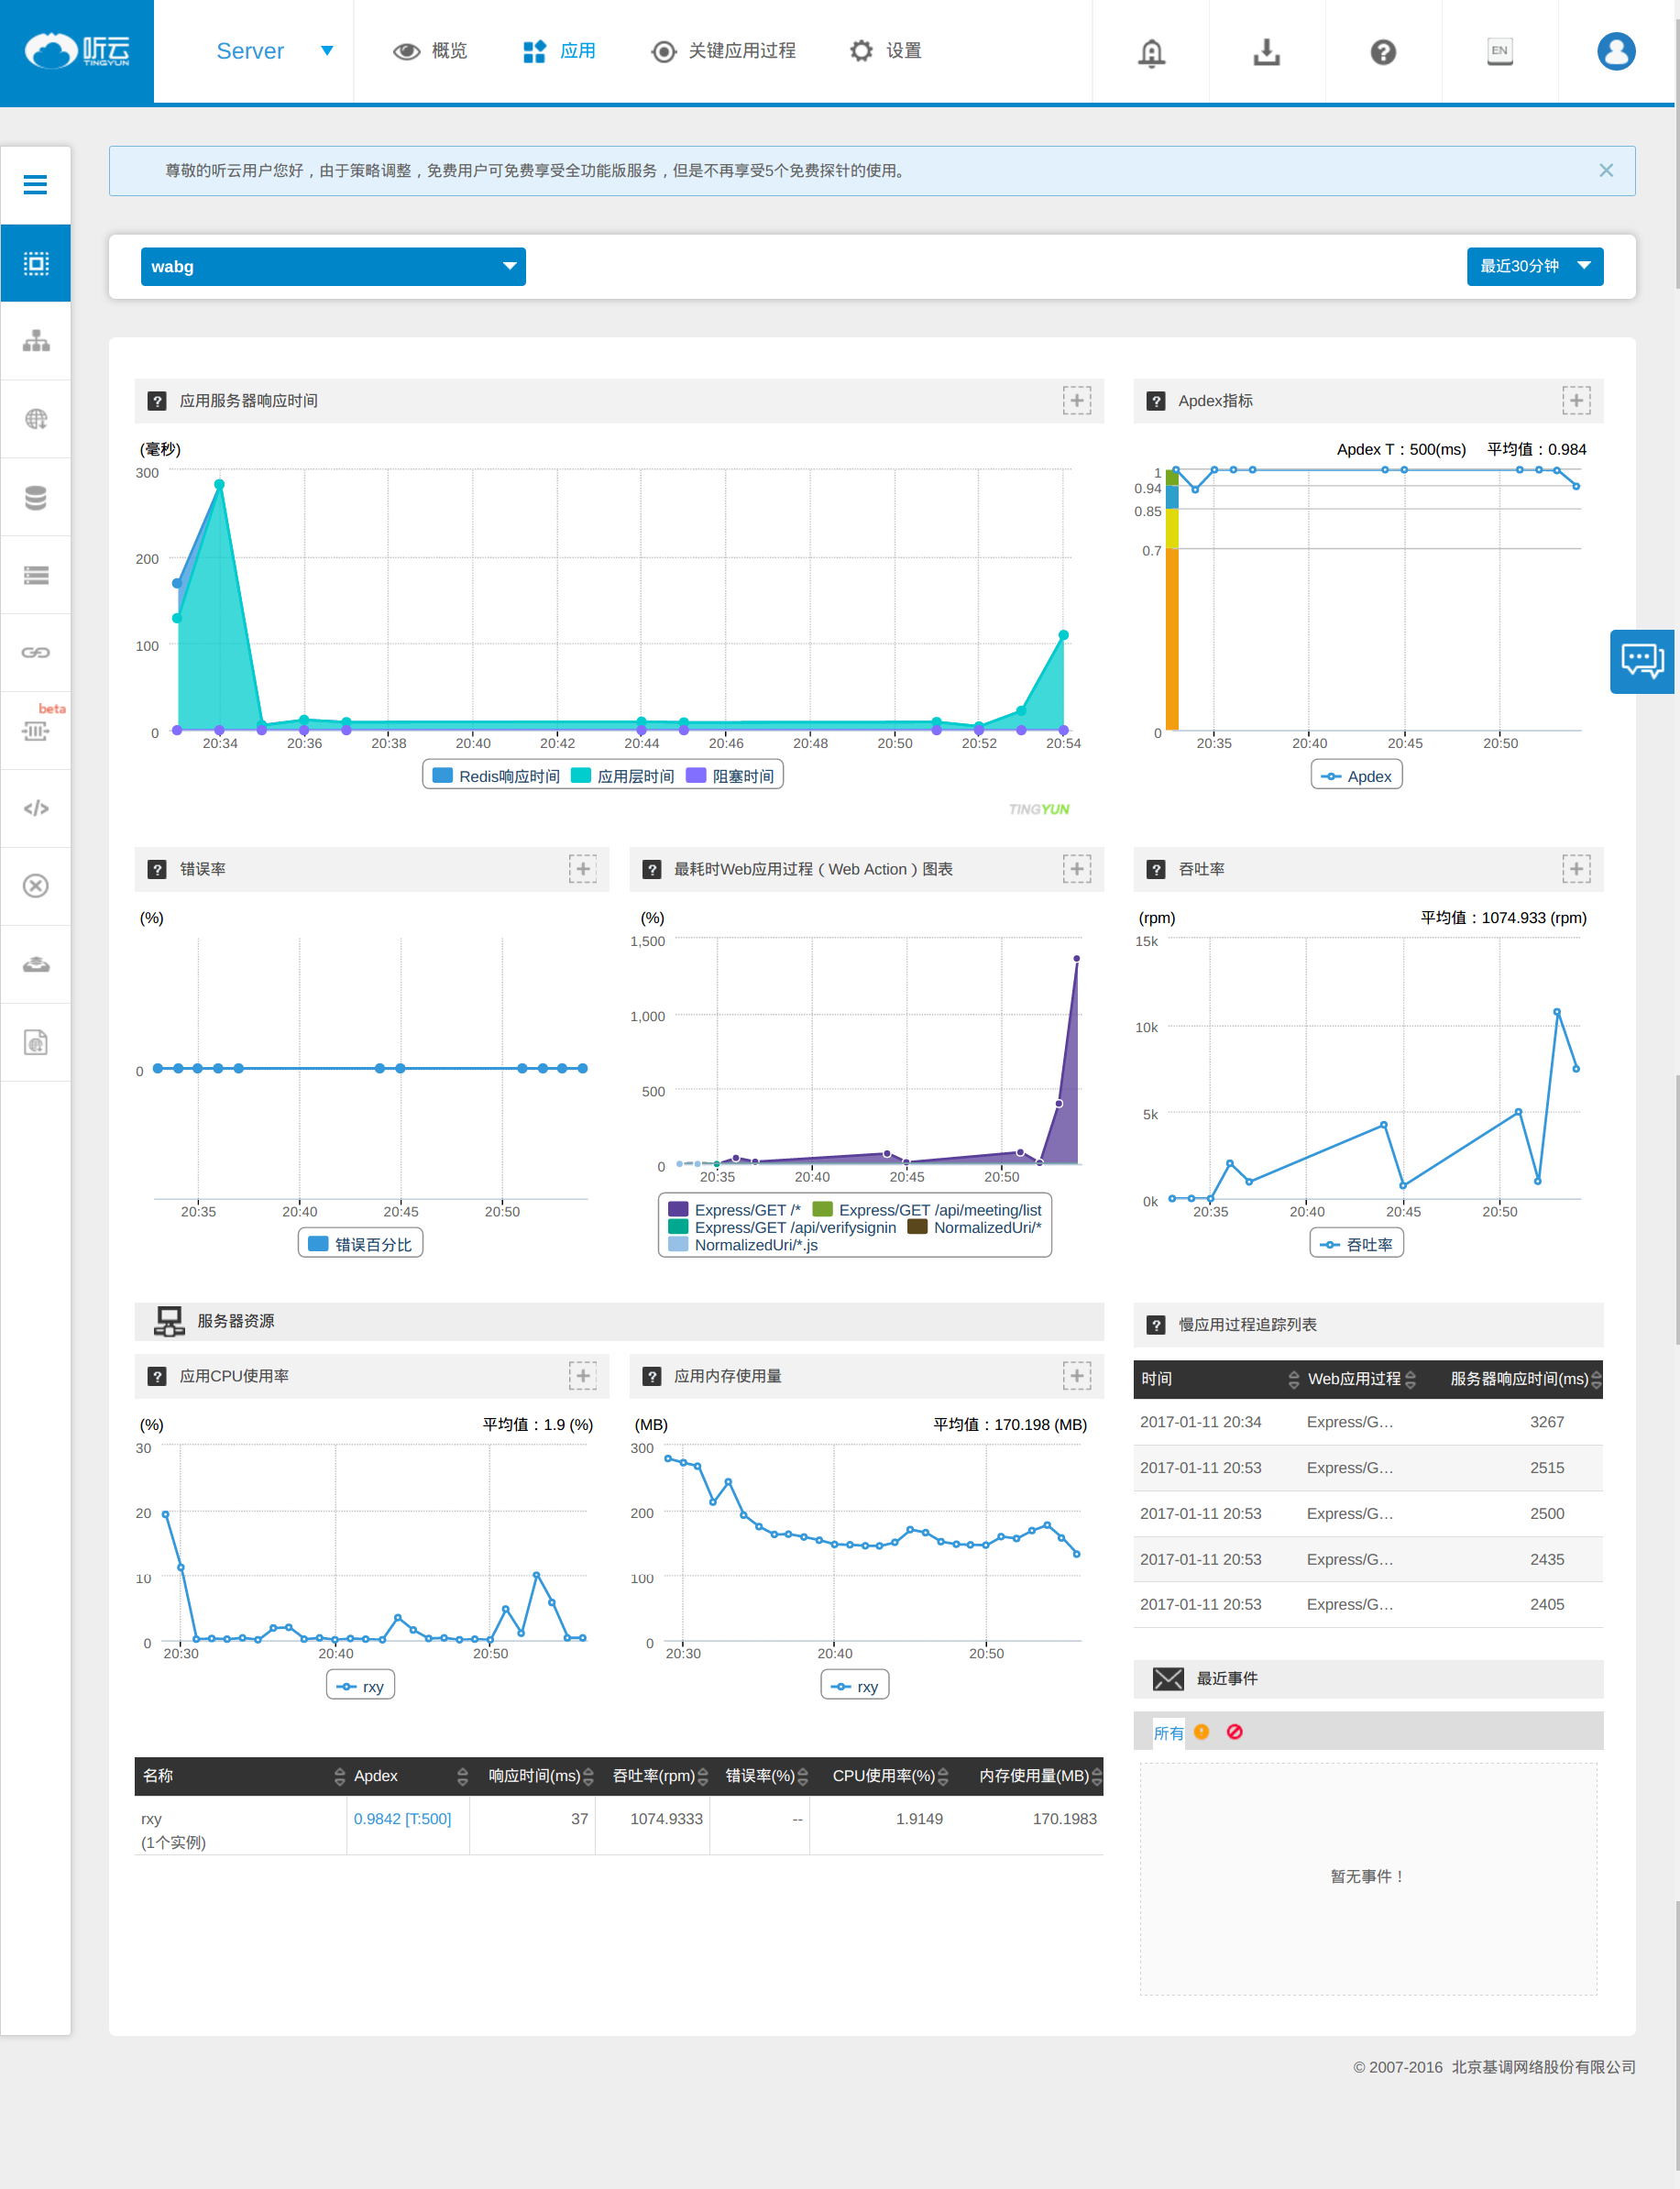 听云
TINGYUN
Server
概览
应用
关键应用过程
设置
EN
尊敬的听云用户您好，由于策略调整，免费用户可免费享受全功能版服务，但是不再享受5个免费探针的使用。
wabg
最近30分钟
beta
应用服务器响应时间
(毫秒)
300
200
100
0
20:34 20:36 20:38 20:40 20:42 20:44 20:46 20:48 20:50 20:52 20:54
Redis响应时间 应用层时间 阻塞时间
TINGYUN
Apdex指标
Apdex T：500(ms) 平均值：0.984
1
0.94
0.85
0.7
0
20:35 20:40 20:45 20:50
Apdex
错误率
(%)
0
20:35 20:40 20:45 20:50
错误百分比
最耗时Web应用过程（Web Action）图表
(%)
1,500
1,000
500
0
20:35 20:40 20:45 20:50
Express/GET /* Express/GET /api/meeting/list
Express/GET /api/verifysignin NormalizedUri/*
NormalizedUri/*.js
吞吐率
(rpm) 平均值：1074.933 (rpm)
15k
10k
5k
0k
20:35 20:40 20:45 20:50
吞吐率
服务器资源
应用CPU使用率
(%) 平均值：1.9 (%)
30
20
10
0
20:30 20:40 20:50
rxy
应用内存使用量
(MB) 平均值：170.198 (MB)
300
200
100
0
20:30 20:40 20:50
rxy
慢应用过程追踪列表
时间 Web应用过程 服务器响应时间(ms)
2017-01-11 20:34 Express/G... 3267
2017-01-11 20:53 Express/G... 2515
2017-01-11 20:53 Express/G... 2500
2017-01-11 20:53 Express/G... 2435
2017-01-11 20:53 Express/G... 2405
最近事件
所有
暂无事件！
名称 Apdex 响应时间(ms) 吞吐率(rpm) 错误率(%) CPU使用率(%) 内存使用量(MB)
rxy 0.9842 [T:500] 37 1074.9333 -- 1.9149 170.1983
(1个实例)
© 2007-2016 北京基调网络股份有限公司